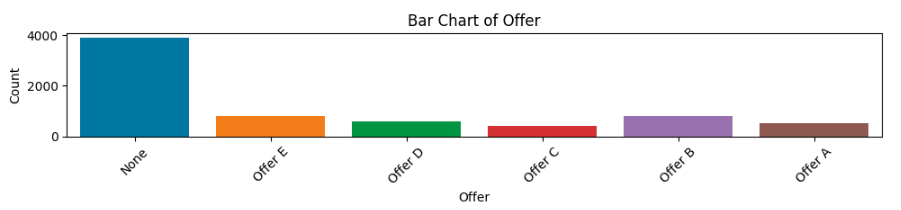 Bar Chart of Offer
Count
4000
2000
0
None
Offer E
Offer D
Offer C
Offer B
Offer A
Offer